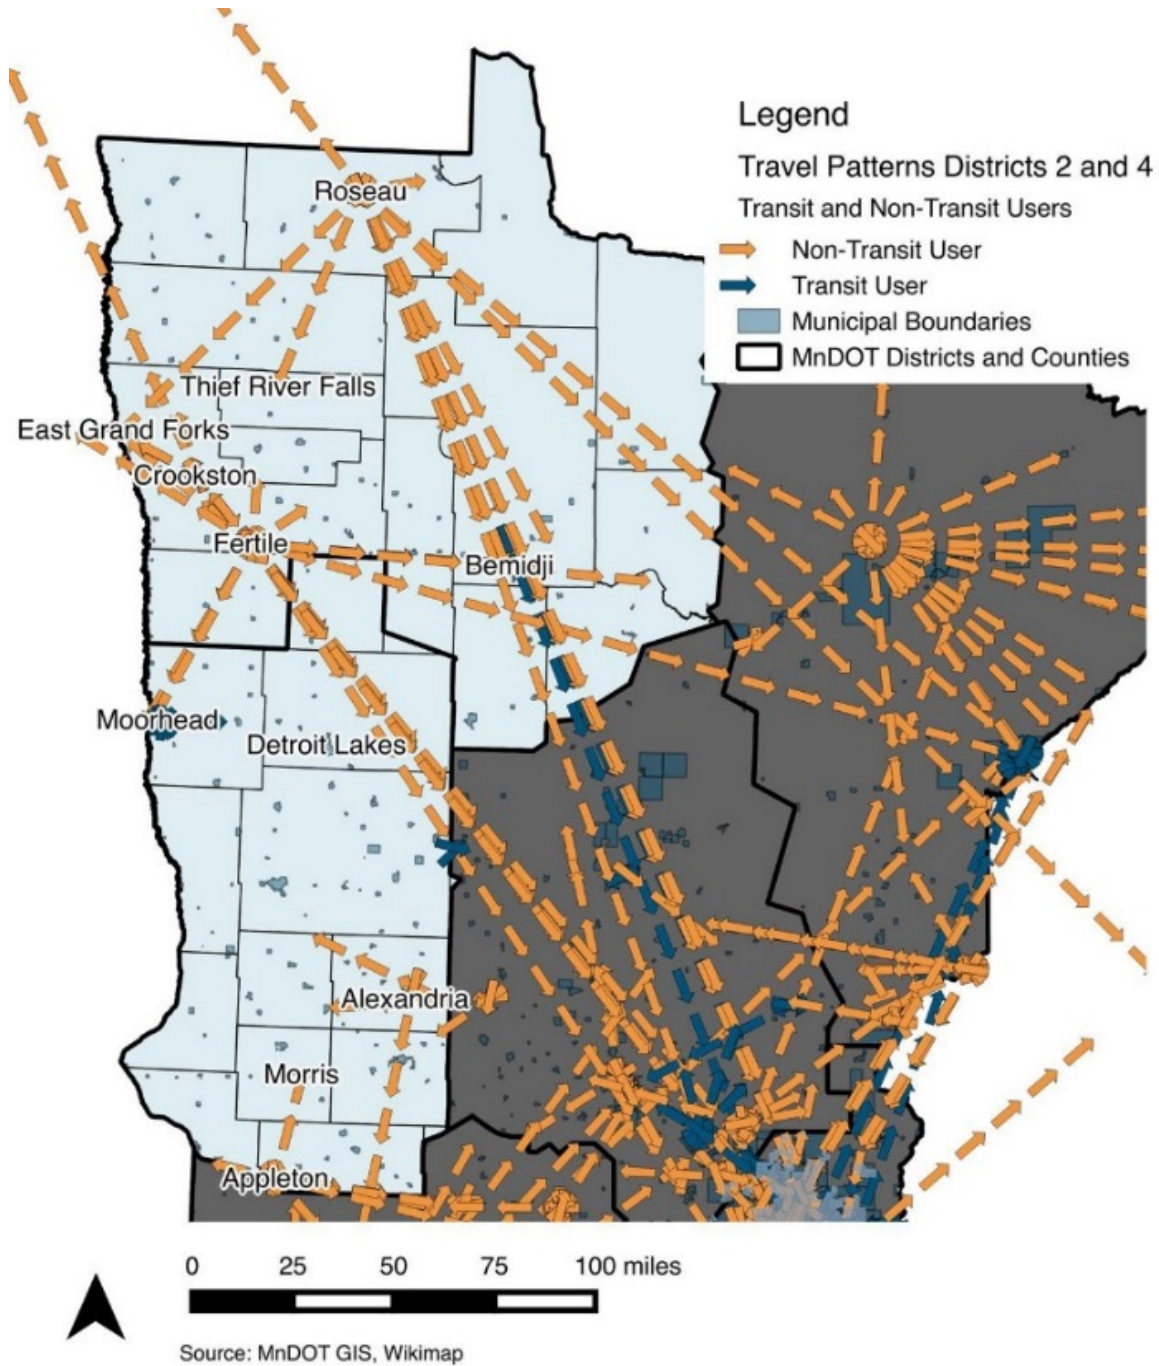 Legend
Travel Patterns Districts 2 and 4
Transit and Non-Transit Users
Non-Transit User
Transit User
Municipal Boundaries
MnDOT Districts and Counties
Roseau
Thief River Falls
East Grand Forks
Crookston
Fertile
Bemidji
Moorhead
Detroit Lakes
Alexandria
Morris
Appleton
0 25 50 75 100 miles
Source: MnDOT GIS, Wikimap